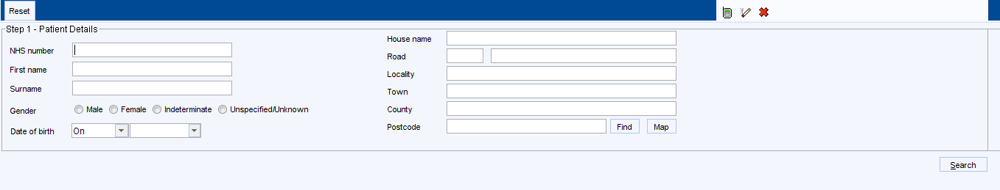 Reset
Step 1 - Patient Details
NHS number
First name
Surname
Gender Male Female Indeterminate Unspecified/Unknown
Date of birth On
House name
Road
Locality
Town
County
Postcode Find Map
Search